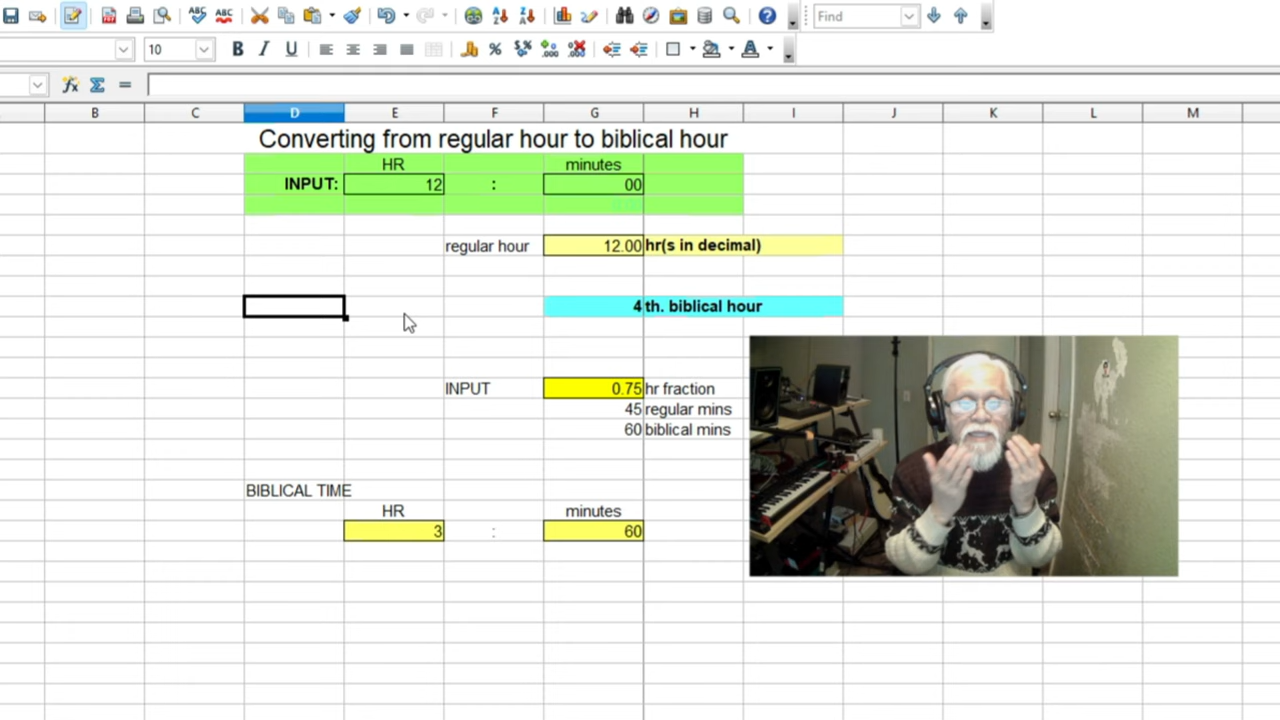 10
Find
B I U
B C D E F G H I J K L M
Converting from regular hour to biblical hour
HR minutes
INPUT: 12 : 00
regular hour 12.00 hr(s in decimal)
4 th. biblical hour
INPUT 0.75 hr fraction
45 regular mins
60 biblical mins
BIBLICAL TIME
HR minutes
3 : 60